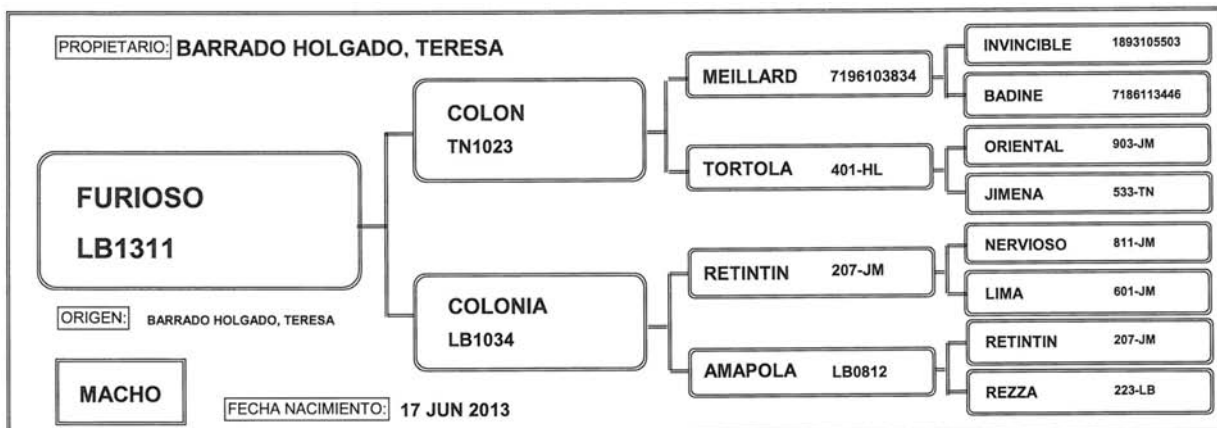 PROPIETARIO: BARRADO HOLGADO, TERESA
FURIOSO
LB1311
ORIGEN: BARRADO HOLGADO, TERESA
MACHO
FECHA NACIMIENTO: 17 JUN 2013
COLON
TN1023
COLONIA
LB1034
MEILLARD 7196103834
TORTOLA 401-HL
RETINTIN 207-JM
AMAPOLA LB0812
INVINCIBLE 1893105503
BADINE 7186113446
ORIENTAL 903-JM
JIMENA 533-TN
NERVIOSO 811-JM
LIMA 601-JM
RETINTIN 207-JM
REZZA 223-LB